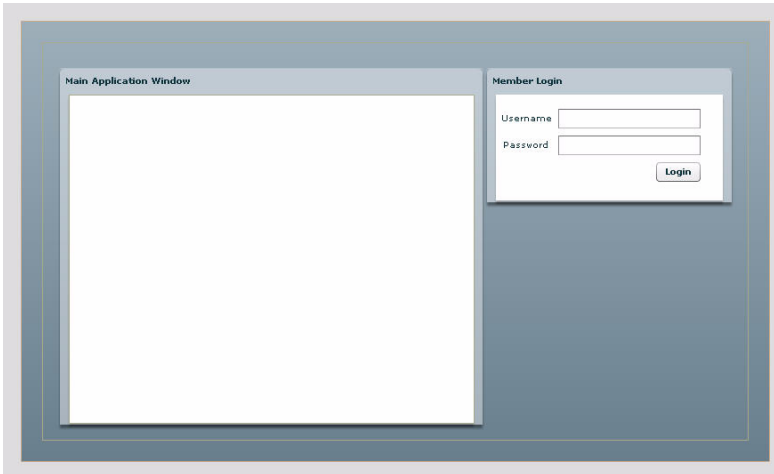 Main Application Window
Member Login
Username
Password
Login